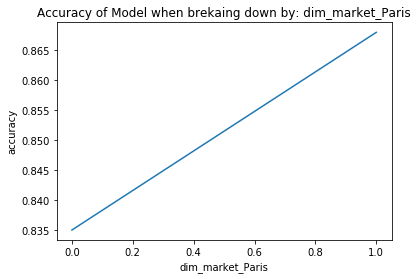 Accuracy of Model when brekaing down by: dim_market_Paris
accuracy
0.865
0.860
0.855
0.850
0.845
0.840
0.835
0.0 0.2 0.4 0.6 0.8 1.0
dim_market_Paris